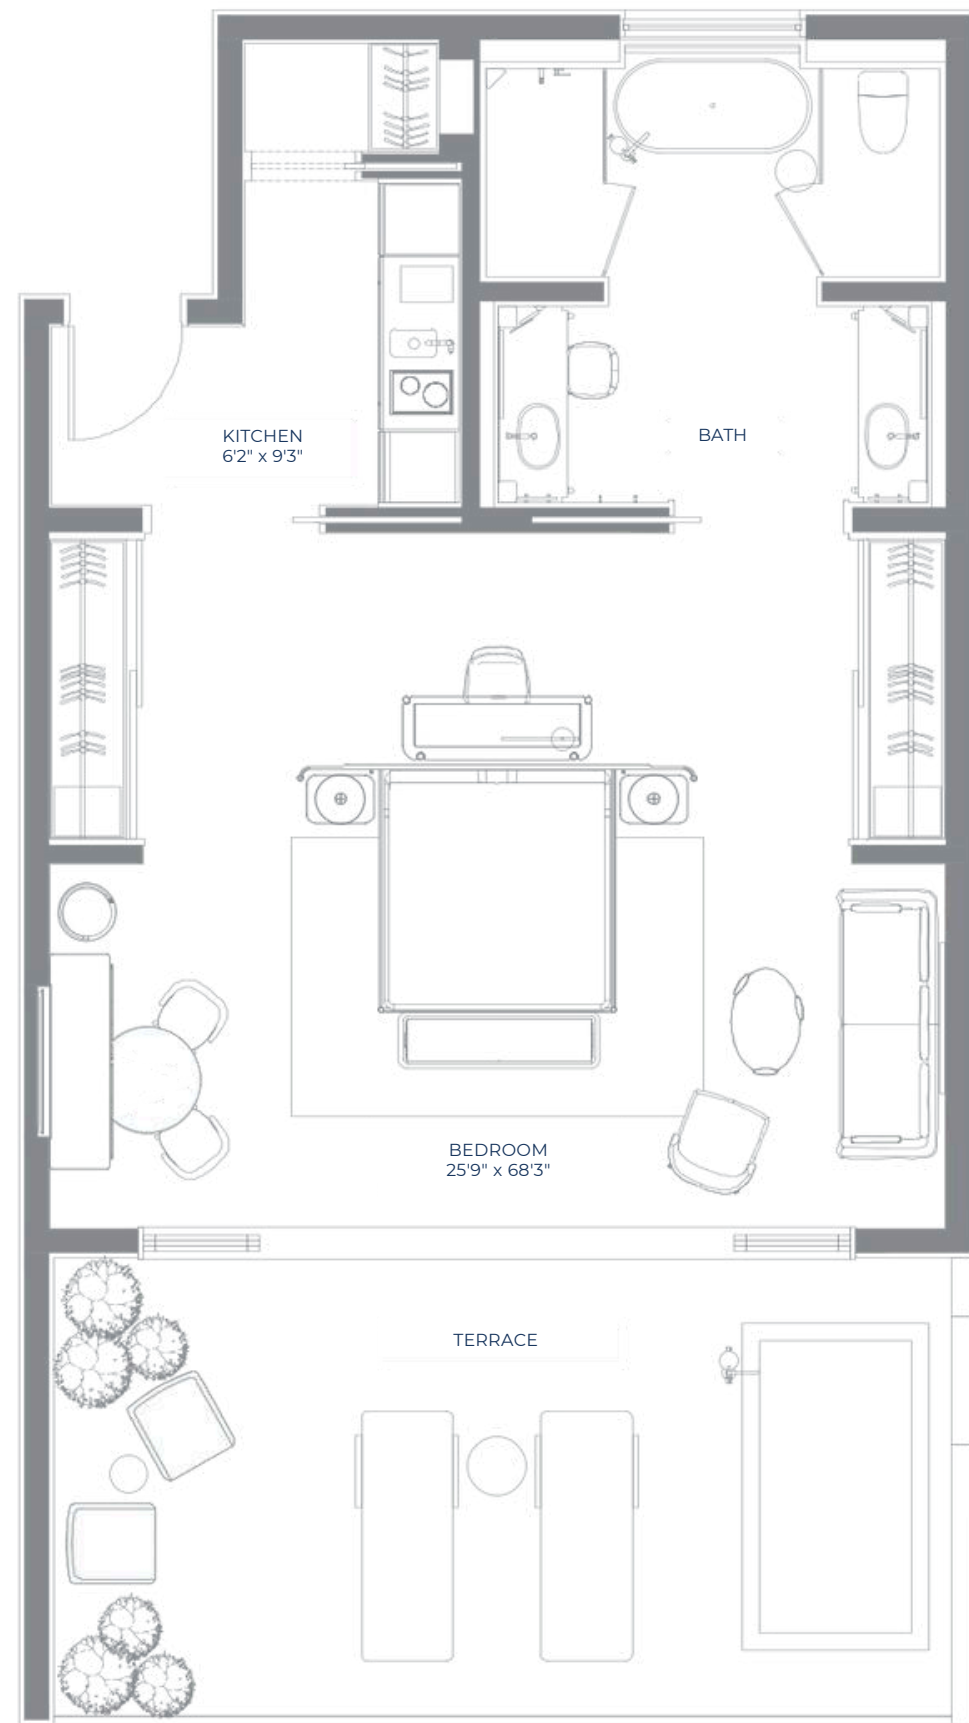 KITCHEN
6'2" x 9'3"
BATH
BEDROOM
25'9" x 68'3"
TERRACE